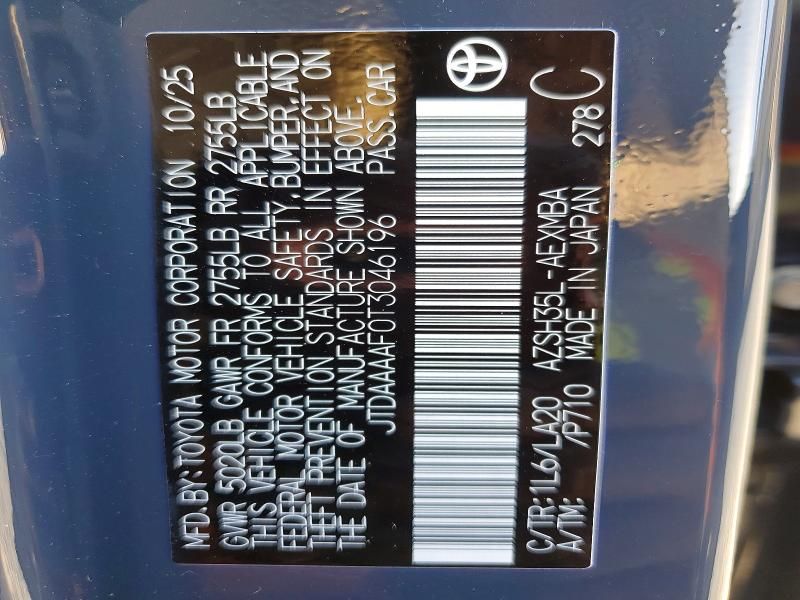 MFD.BY:TOYOTA MOTOR CORPORATION 10/25
GVWR 5020LB GAWR FR 2755LB RR 2755LB
THIS VEHICLE CONFORMS TO ALL APPLICABLE
FEDERAL MOTOR VEHICLE SAFETY,BUMPER,AND
THEFT PREVENTION STANDARDS IN EFFECT ON
THE DATE OF MANUFACTURE SHOWN ABOVE.
JTDAAAAF0T3046196 PASS.CAR
C/TR:1L6/LA20 AZSH35L-AEXMBA
A/TM: /P710 MADE IN JAPAN 278 C